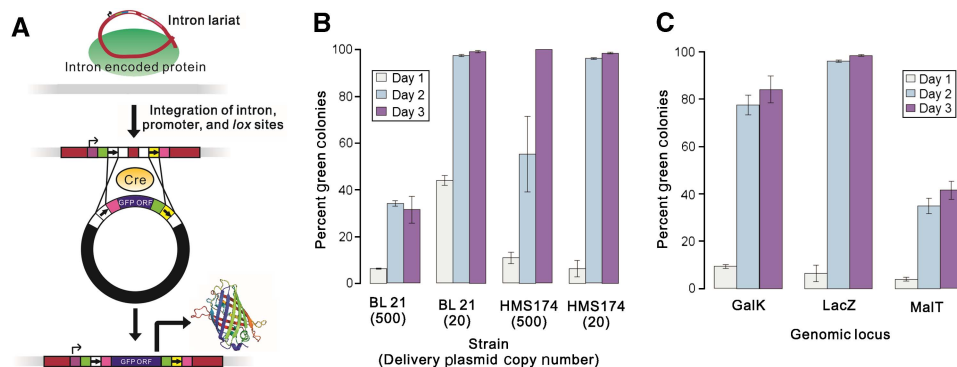 A
Intron lariat
Intron encoded protein
Integration of intron,
promoter, and lox sites
Cre
GFP ORF
GFP ORF
B
Percent green colonies
100
80
60
40
20
0
Day 1
Day 2
Day 3
BL 21
(500)
BL 21
(20)
HMS174
(500)
HMS174
(20)
Strain
(Delivery plasmid copy number)
C
Percent green colonies
100
80
60
40
20
0
Day 1
Day 2
Day 3
GalK
LacZ
MalT
Genomic locus